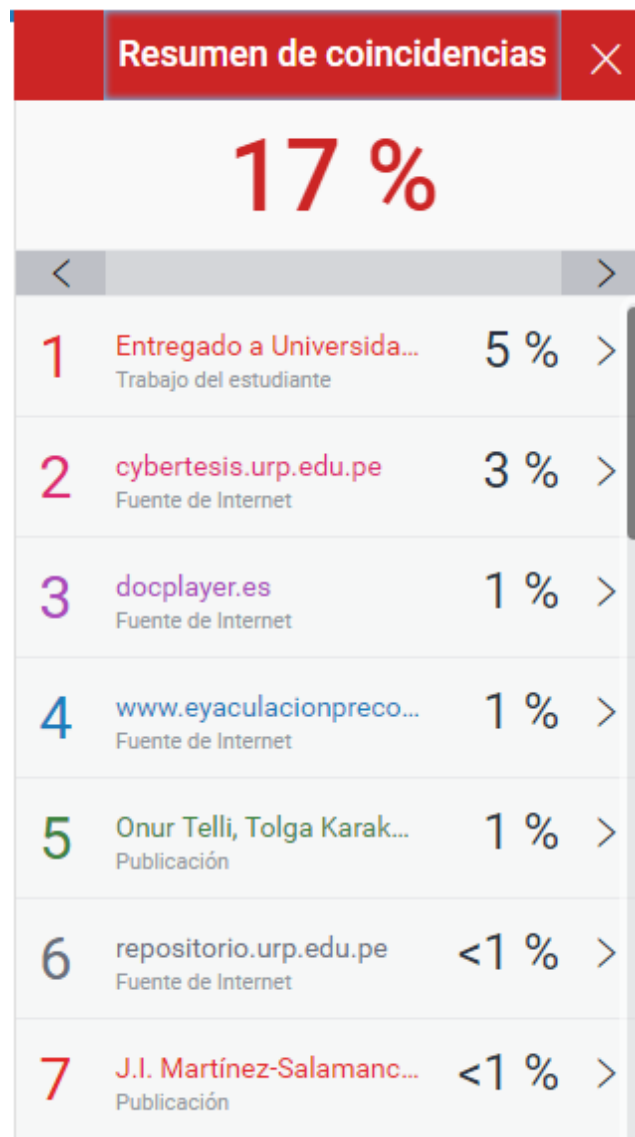 Resumen de coincidencias
17 %
1 Entregado a Universida... 5 %
Trabajo del estudiante
2 cybertesis.urp.edu.pe 3 %
Fuente de Internet
3 docplayer.es 1 %
Fuente de Internet
4 www.eyaculacionpreco... 1 %
Fuente de Internet
5 Onur Telli, Tolga Karak... 1 %
Publicación
6 repositorio.urp.edu.pe <1 %
Fuente de Internet
7 J.I. Martínez-Salamanc... <1 %
Publicación